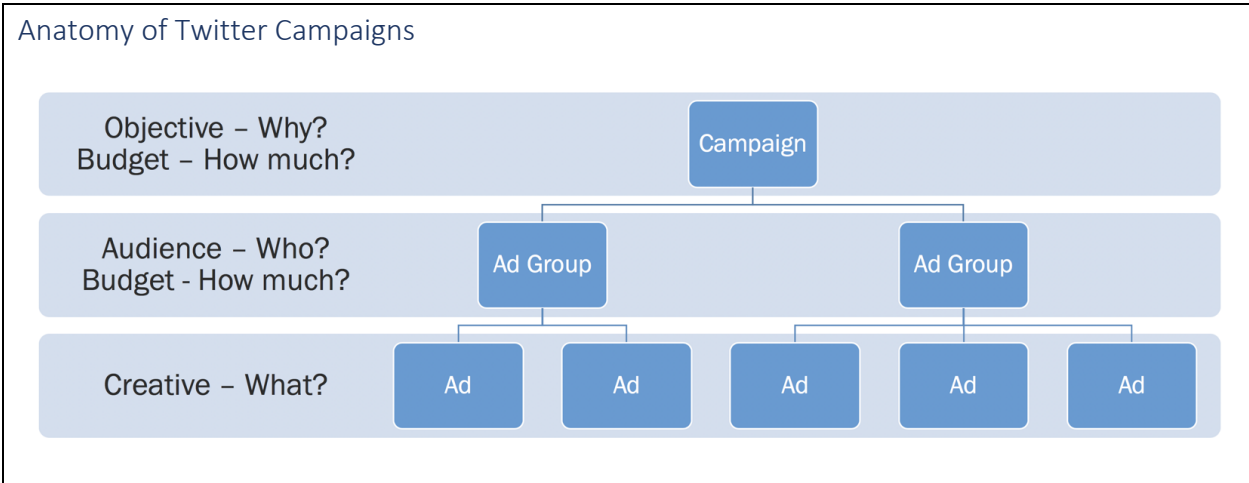 Anatomy of Twitter Campaigns
Objective – Why?
Budget – How much?
Campaign
Audience – Who?
Budget - How much?
Ad Group
Ad Group
Creative – What?
Ad
Ad
Ad
Ad
Ad